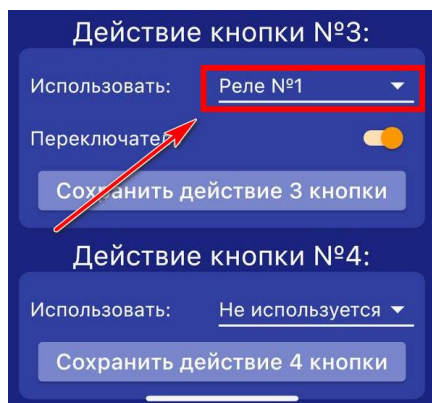 Действие кнопки №3:
Использовать: Реле №1
Переключате
Сохранить действие 3 кнопки
Действие кнопки №4:
Использовать: Не используется
Сохранить действие 4 кнопки